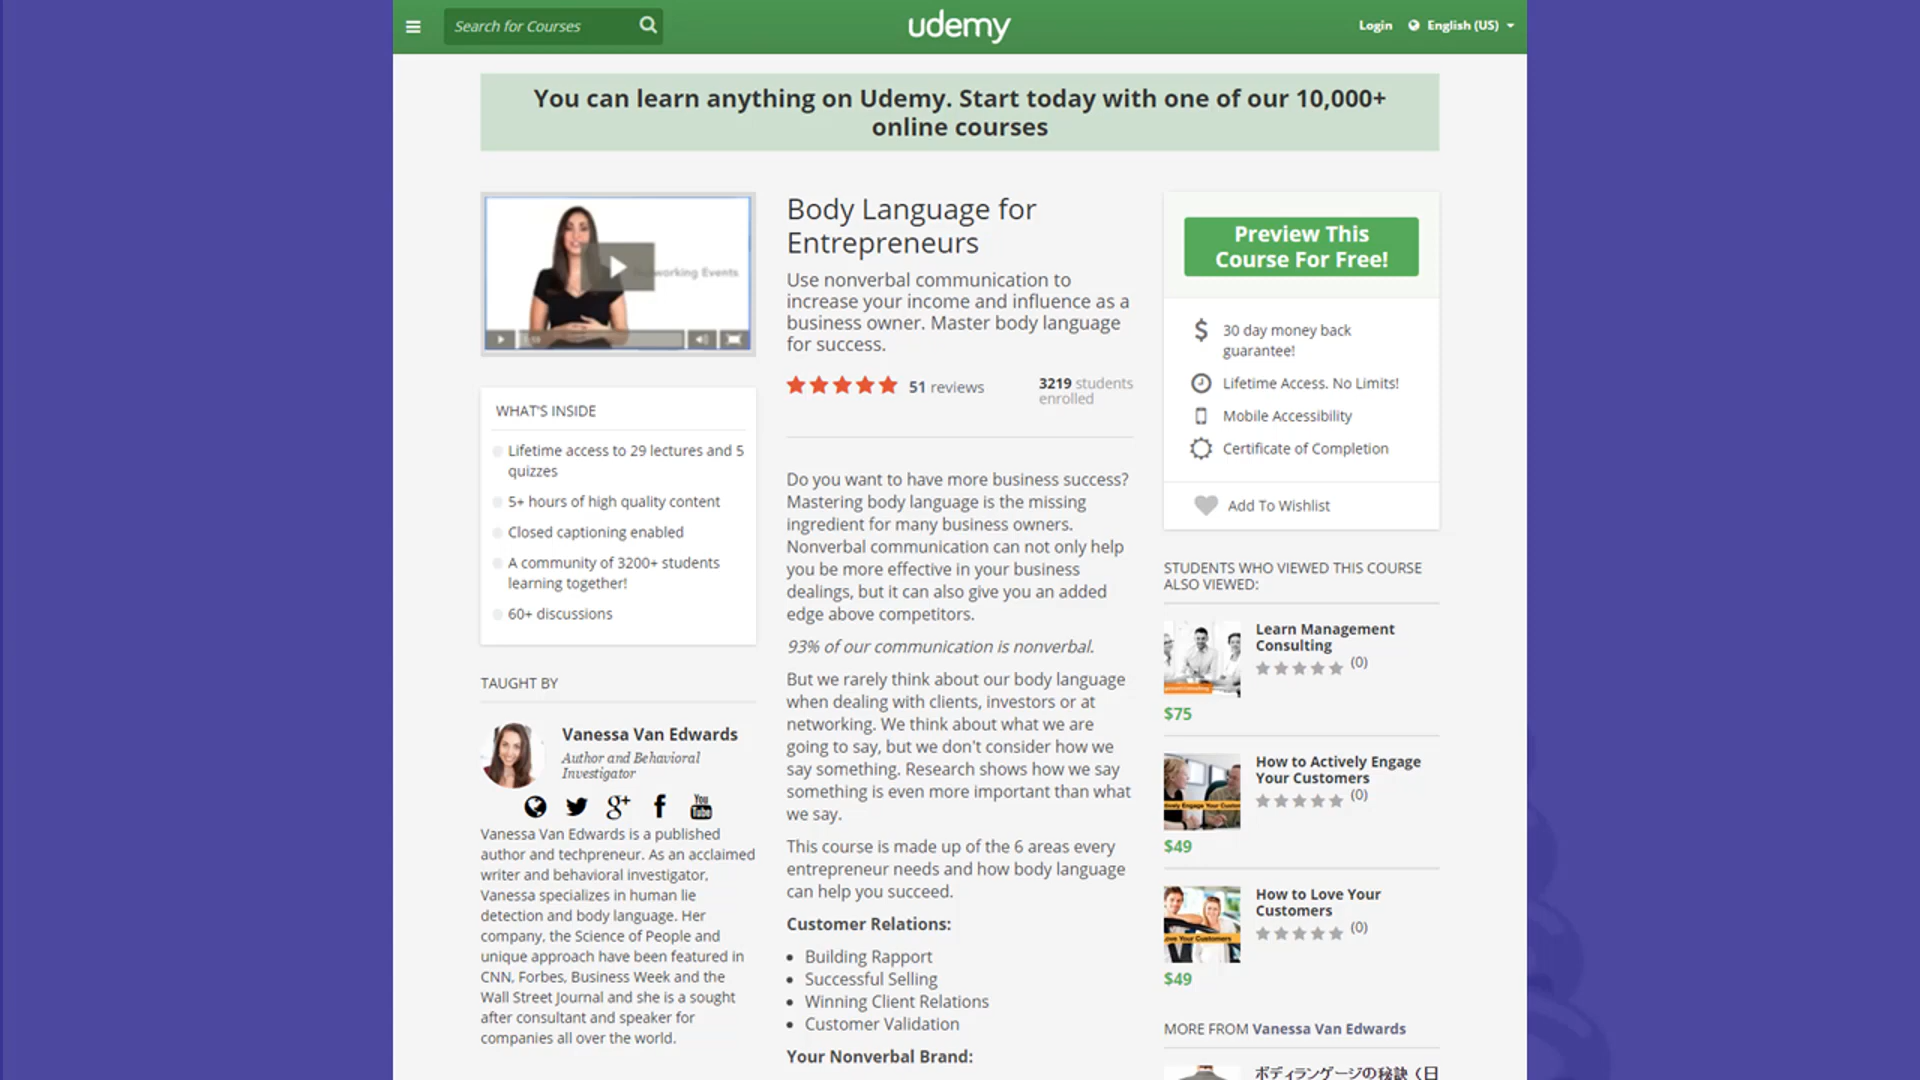 Search for Courses
udemy
Login
English (US)
You can learn anything on Udemy. Start today with one of our 10,000+
online courses
Networking Events
WHAT'S INSIDE
Lifetime access to 29 lectures and 5
quizzes
5+ hours of high quality content
Closed captioning enabled
A community of 3200+ students
learning together!
60+ discussions
TAUGHT BY
Vanessa Van Edwards
Author and Behavioral
Investigator
You
Tube
Vanessa Van Edwards is a published
author and techpreneur. As an acclaimed
writer and behavioral investigator,
Vanessa specializes in human lie
detection and body language. Her
company, the Science of People and
unique approach have been featured in
CNN, Forbes, Business Week and the
Wall Street Journal and she is a sought
after consultant and speaker for
companies all over the world.
Body Language for
Entrepreneurs
Use nonverbal communication to
increase your income and influence as a
business owner. Master body language
for success.
51 reviews
3219 students
enrolled
Do you want to have more business success?
Mastering body language is the missing
ingredient for many business owners.
Nonverbal communication can not only help
you be more effective in your business
dealings, but it can also give you an added
edge above competitors.
93% of our communication is nonverbal.
But we rarely think about our body language
when dealing with clients, investors or at
networking. We think about what we are
going to say, but we don't consider how we
say something. Research shows how we say
something is even more important than what
we say.
This course is made up of the 6 areas every
entrepreneur needs and how body language
can help you succeed.
Customer Relations:
Building Rapport
Successful Selling
Winning Client Relations
Customer Validation
Your Nonverbal Brand:
Preview This
Course For Free!
30 day money back
guarantee!
Lifetime Access. No Limits!
Mobile Accessibility
Certificate of Completion
Add To Wishlist
STUDENTS WHO VIEWED THIS COURSE
ALSO VIEWED:
Learn Management
Consulting
(0)
$75
How to Actively Engage
Your Customers
(0)
$49
How to Love Your
Customers
(0)
$49
MORE FROM Vanessa Van Edwards
ボディランゲージの秘訣（日